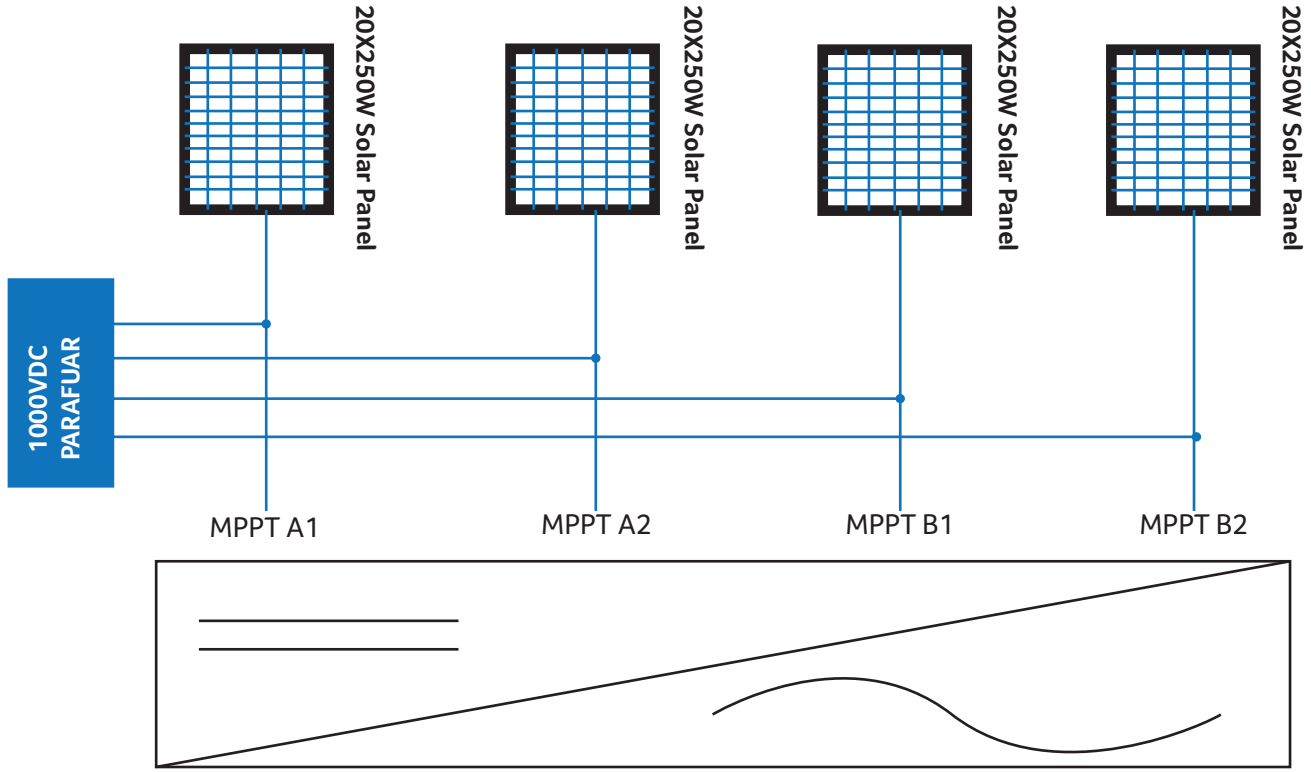 20X250W Solar Panel
20X250W Solar Panel
20X250W Solar Panel
20X250W Solar Panel
1000VDC
PARAFUAR
MPPT A1
MPPT A2
MPPT B1
MPPT B2